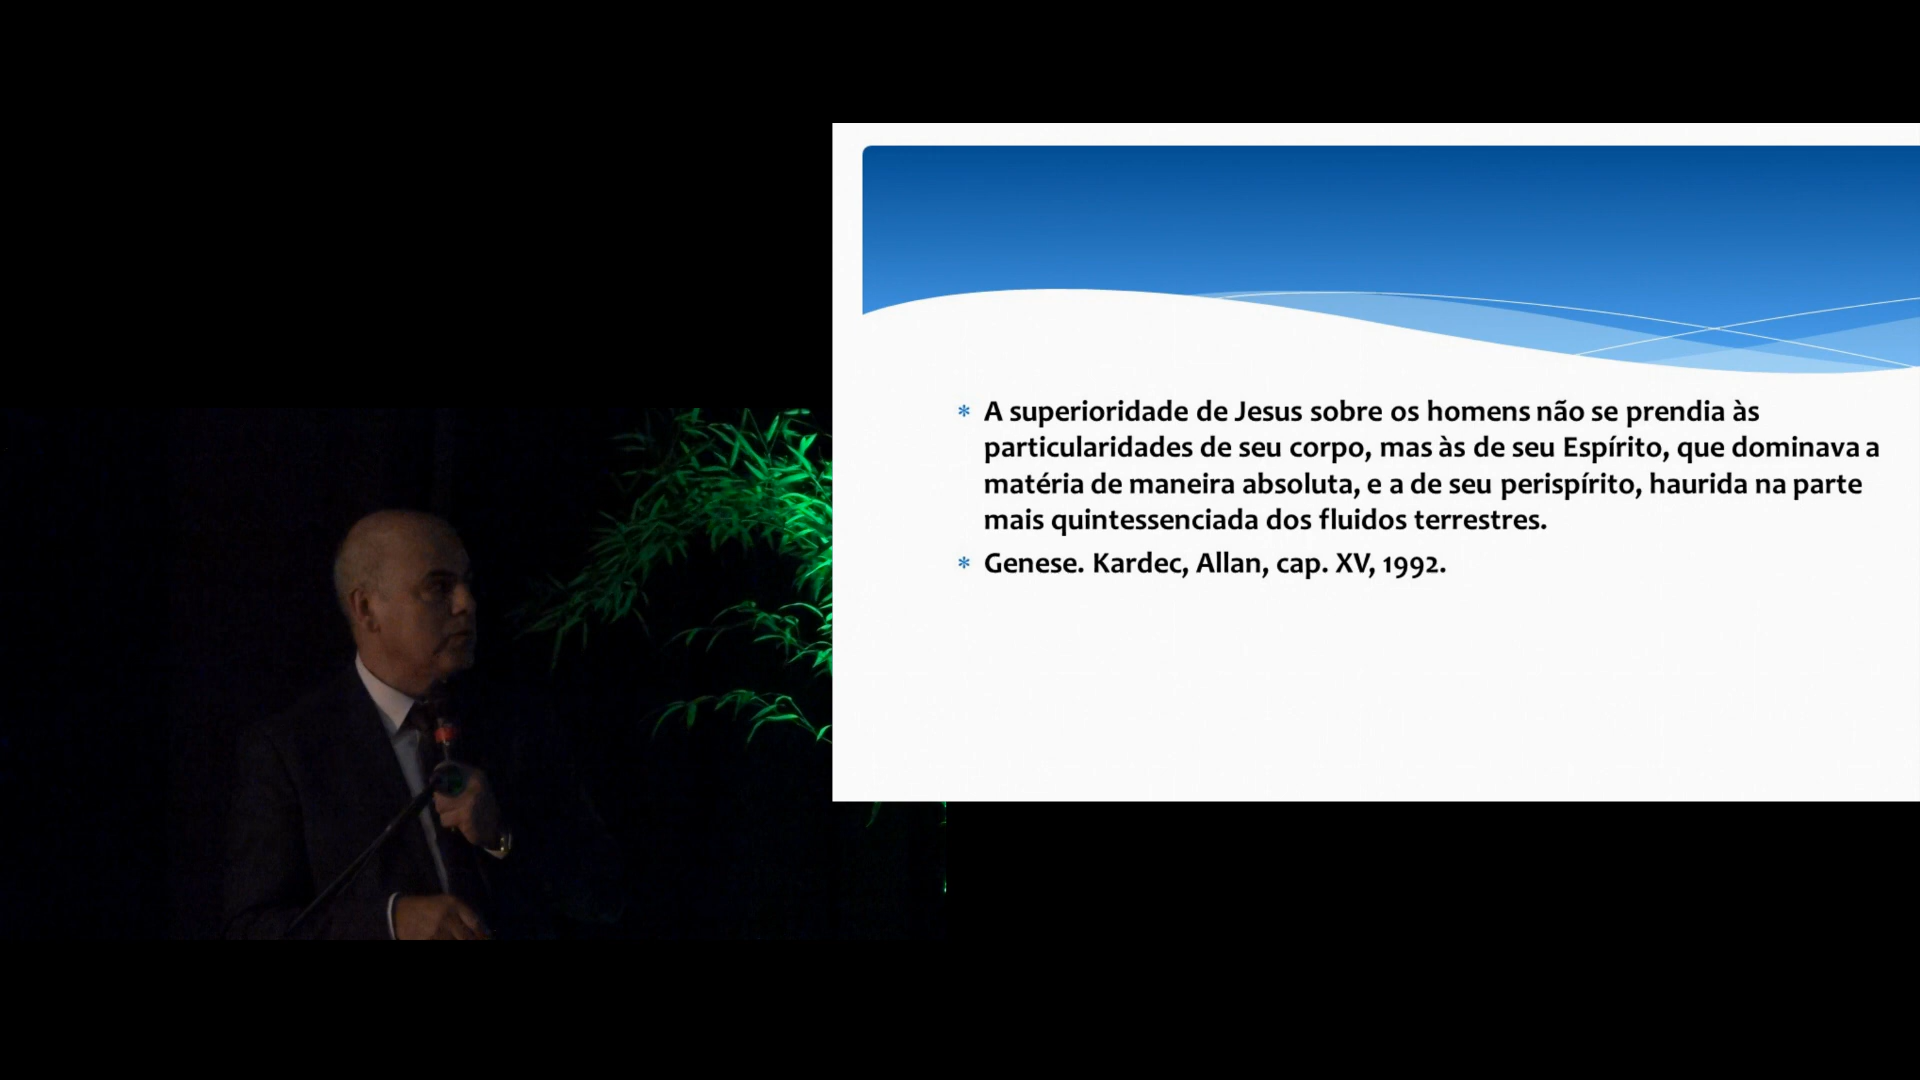 * A superioridade de Jesus sobre os homens não se prendia às
particularidades de seu corpo, mas às de seu Espírito, que dominava a
matéria de maneira absoluta, e a de seu perispírito, haurida na parte
mais quintessenciada dos fluidos terrestres.
* Genese. Kardec, Allan, cap. XV, 1992.